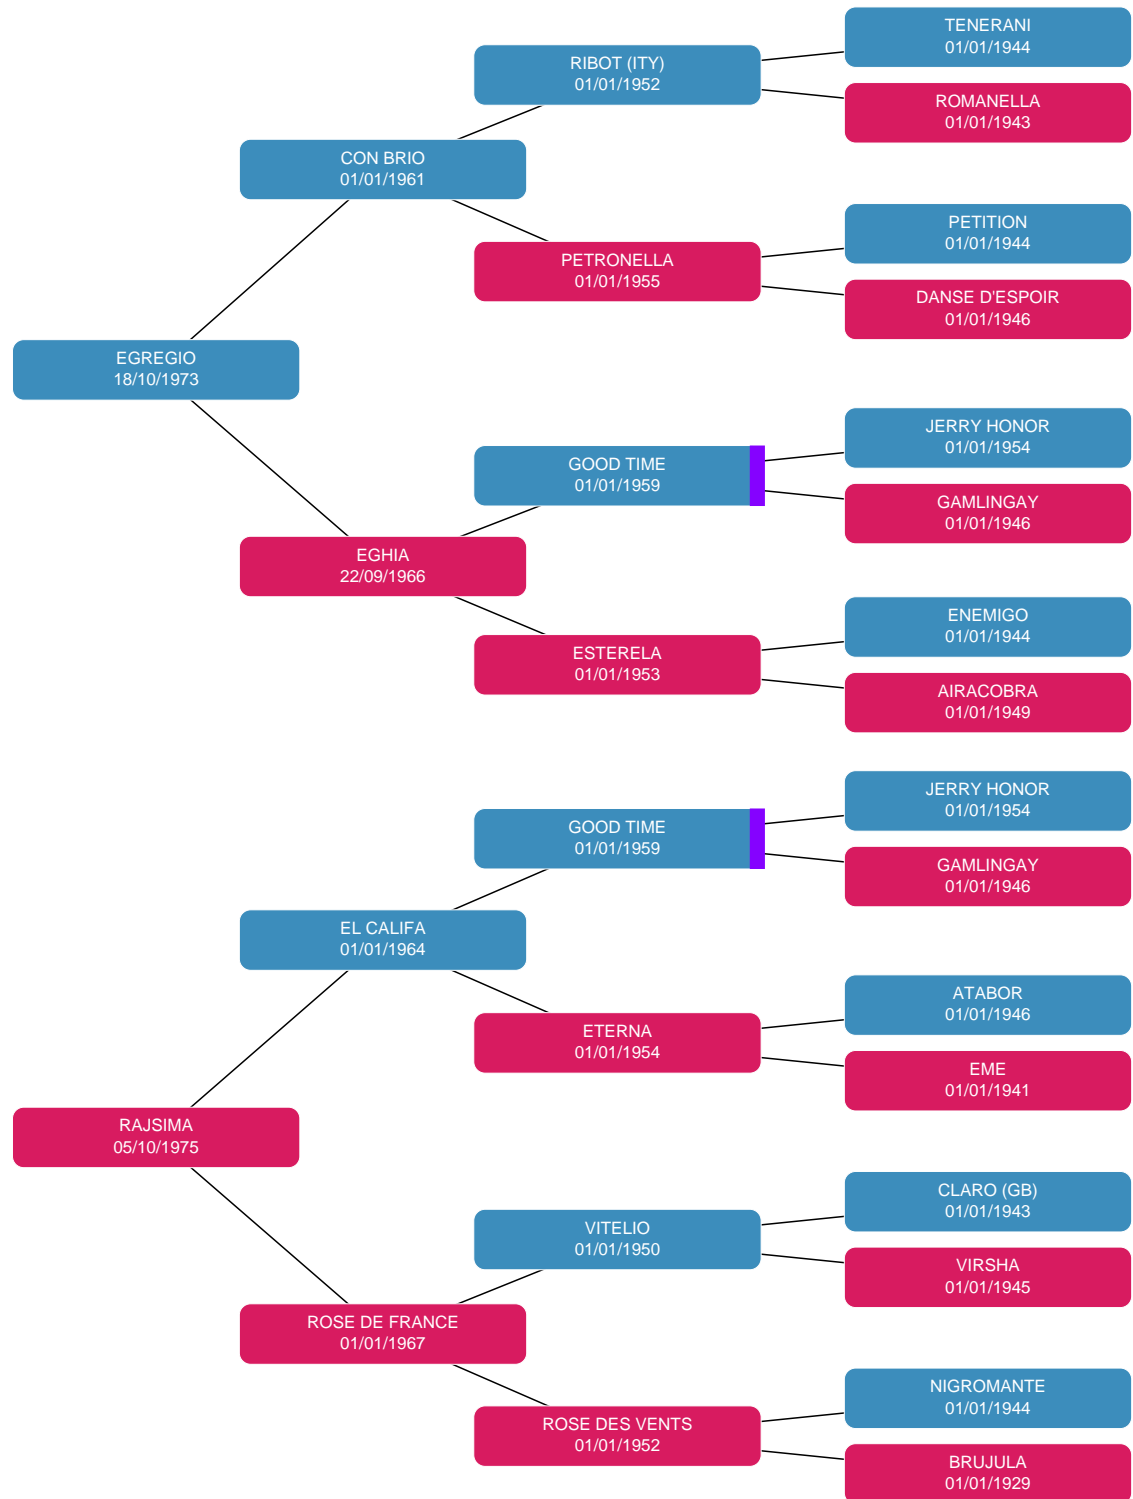 TENERANI
01/01/1944
RIBOT (ITY)
01/01/1952
ROMANELLA
01/01/1943
CON BRIO
01/01/1961
PETITION
01/01/1944
PETRONELLA
01/01/1955
DANSE D'ESPOIR
01/01/1946
EGREGIO
18/10/1973
JERRY HONOR
01/01/1954
GOOD TIME
01/01/1959
GAMLINGAY
01/01/1946
EGHIA
22/09/1966
ENEMIGO
01/01/1944
ESTERELA
01/01/1953
AIRACOBRA
01/01/1949
JERRY HONOR
01/01/1954
GOOD TIME
01/01/1959
GAMLINGAY
01/01/1946
EL CALIFA
01/01/1964
ATABOR
01/01/1946
ETERNA
01/01/1954
EME
01/01/1941
RAJSIMA
05/10/1975
CLARO (GB)
01/01/1943
VITELIO
01/01/1950
VIRSHA
01/01/1945
ROSE DE FRANCE
01/01/1967
NIGROMANTE
01/01/1944
ROSE DES VENTS
01/01/1952
BRUJULA
01/01/1929